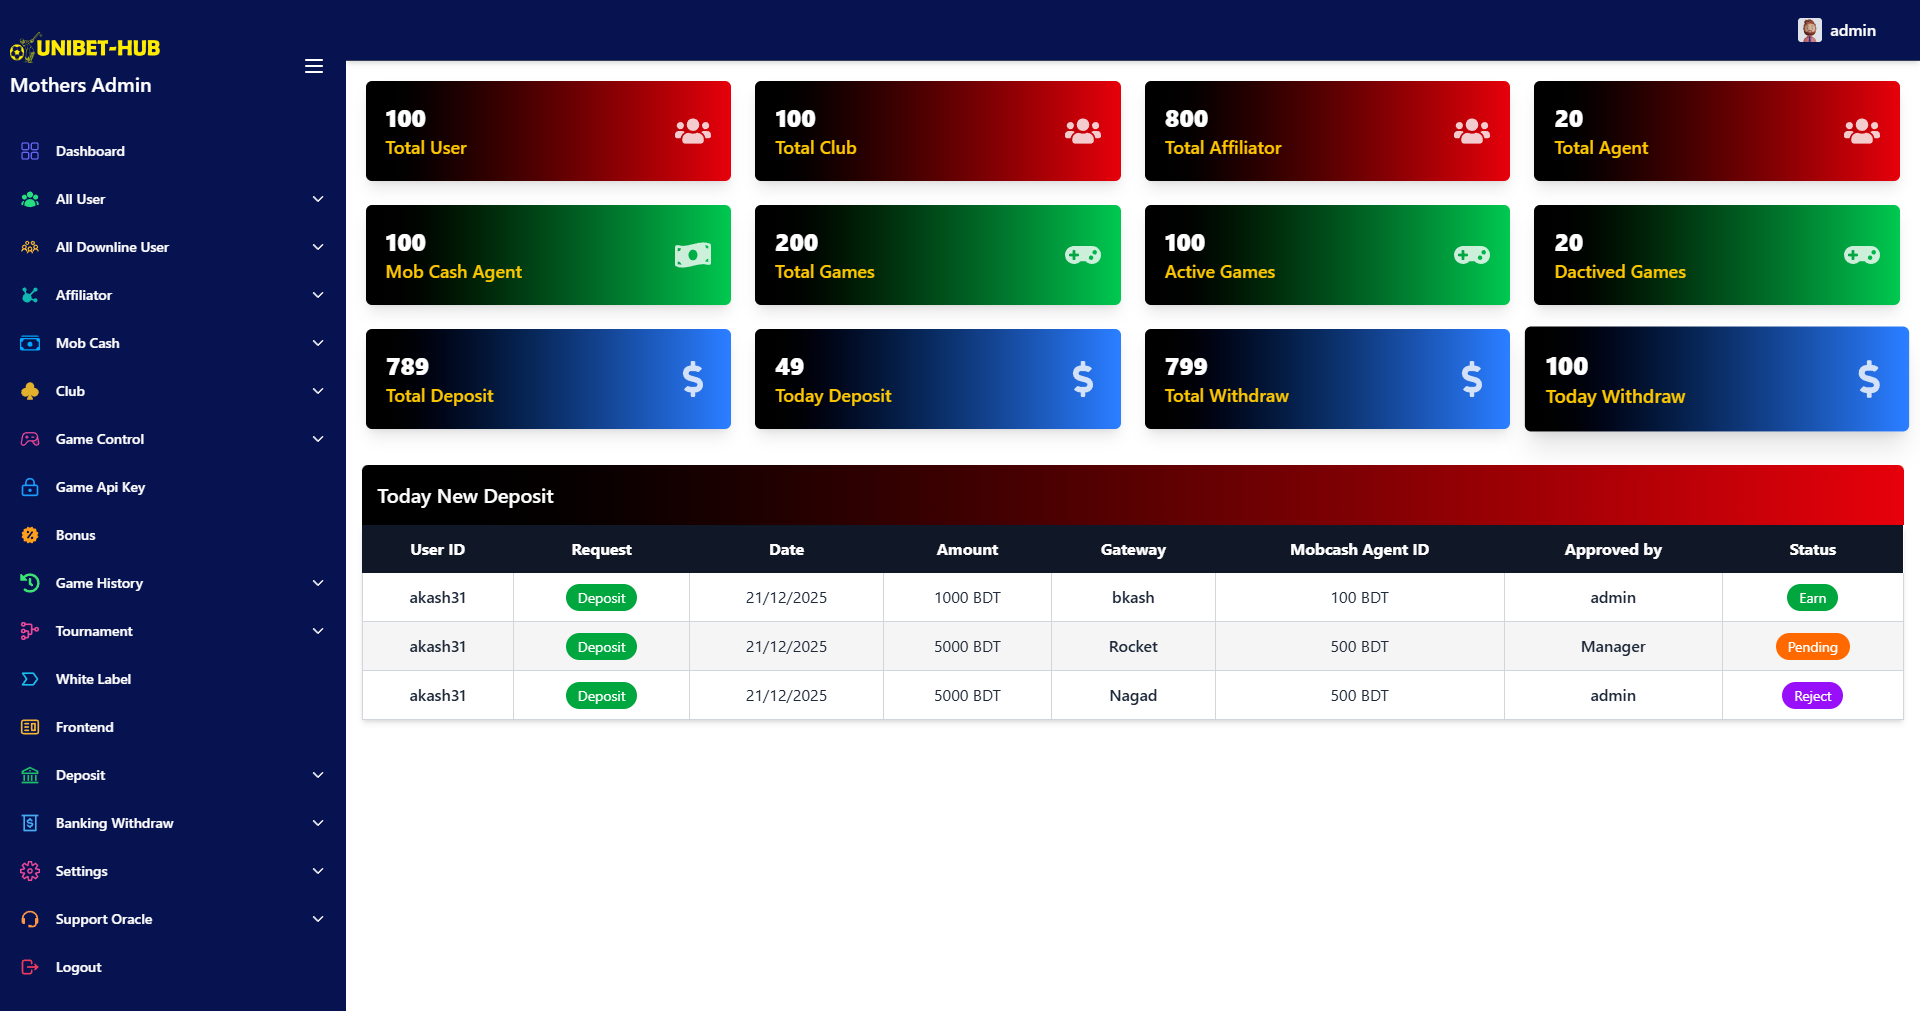 UNIBET-HUB
Mothers Admin
admin
Dashboard
All User
All Downline User
Affiliator
Mob Cash
Club
Game Control
Game Api Key
Bonus
Game History
Tournament
White Label
Frontend
Deposit
Banking Withdraw
Settings
Support Oracle
Logout
100
Total User
100
Total Club
800
Total Affiliator
20
Total Agent
100
Mob Cash Agent
200
Total Games
100
Active Games
20
Dactived Games
789
Total Deposit
49
Today Deposit
799
Total Withdraw
100
Today Withdraw
Today New Deposit
User ID Request Date Amount Gateway Mobcash Agent ID Approved by Status
akash31 Deposit 21/12/2025 1000 BDT bkash 100 BDT admin Earn
akash31 Deposit 21/12/2025 5000 BDT Rocket 500 BDT Manager Pending
akash31 Deposit 21/12/2025 5000 BDT Nagad 500 BDT admin Reject